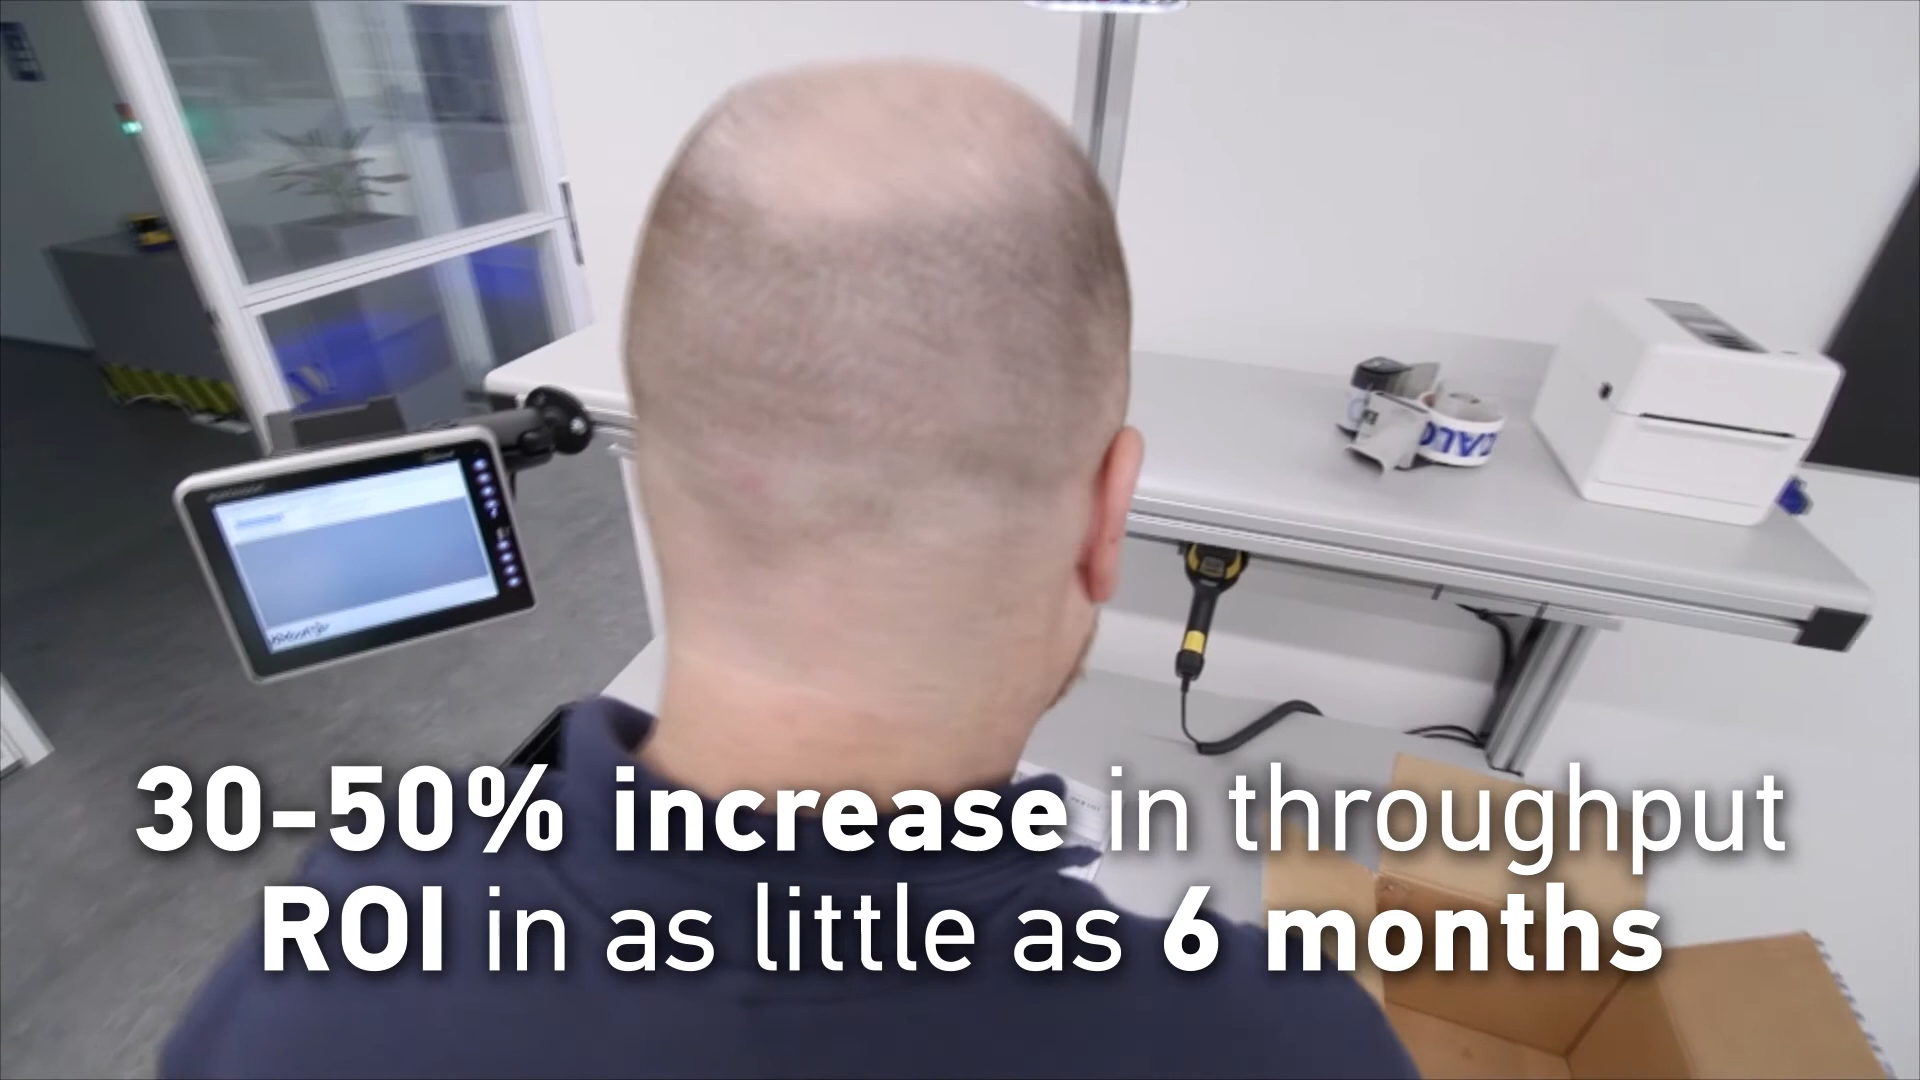 30-50% increase in throughput
ROI in as little as 6 months